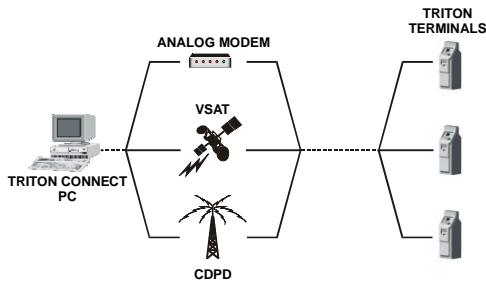 TRITON
TERMINALS
ANALOG MODEM
VSAT
TRITON CONNECT
PC
CDPD